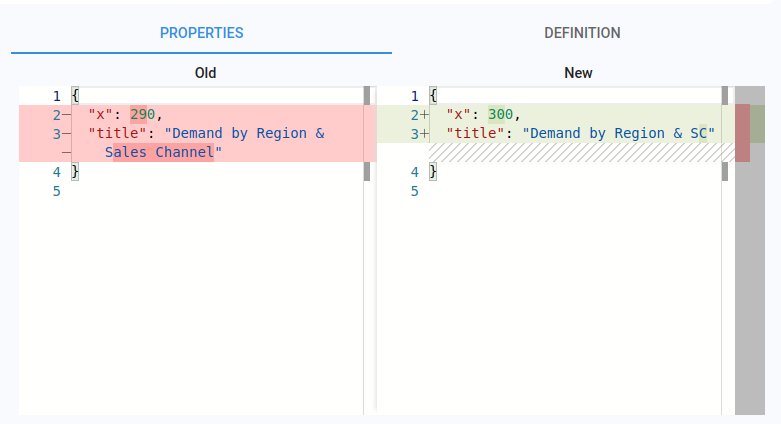 PROPERTIES DEFINITION
Old New
1 {
2− "x": 290,
3− "title": "Demand by Region &
− Sales Channel"
4 }
5
1 {
2+ "x": 300,
3+ "title": "Demand by Region & SC"
4 }
5